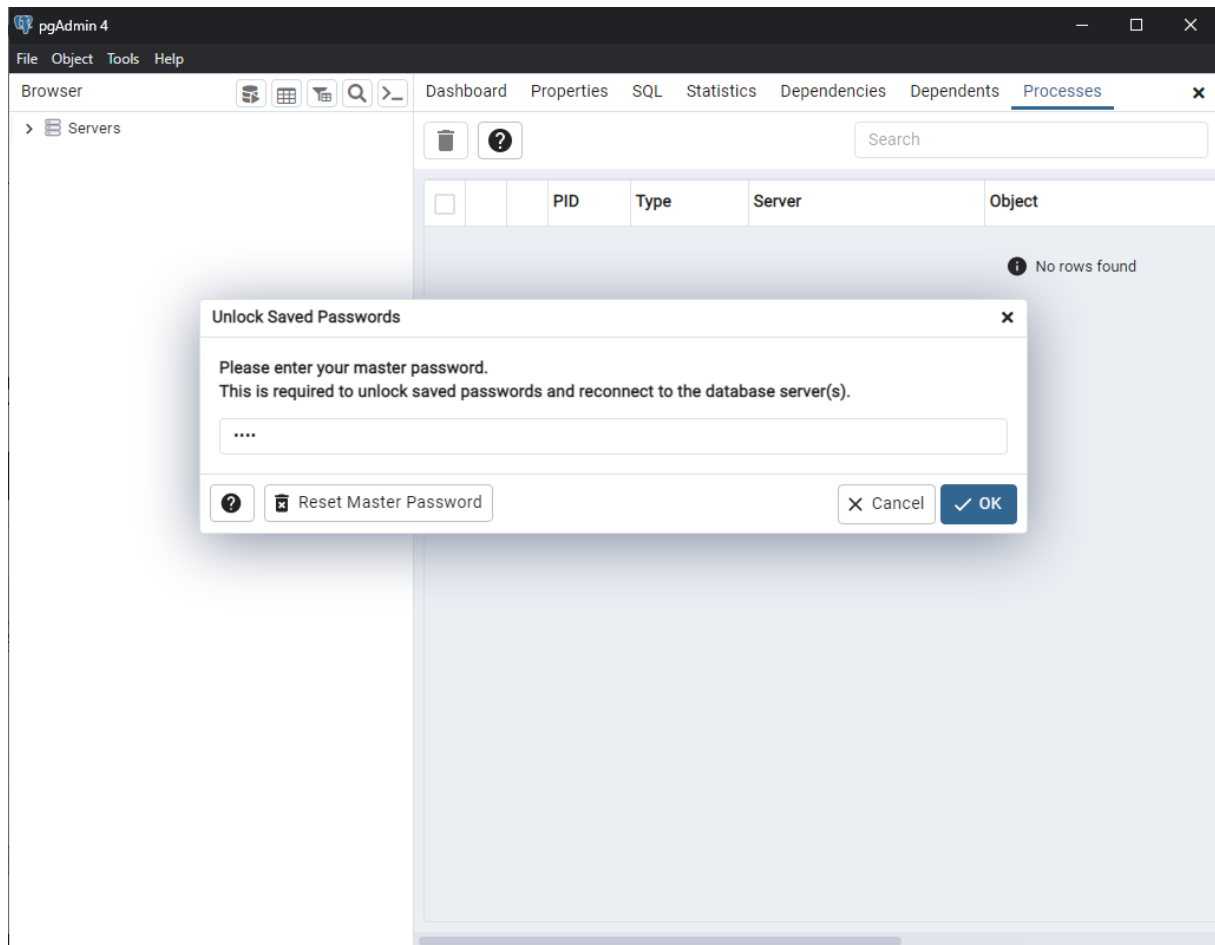 pgAdmin 4
File Object Tools Help
Browser
Dashboard Properties SQL Statistics Dependencies Dependents Processes
Servers
Search
PID Type Server Object
No rows found
Unlock Saved Passwords
Please enter your master password.
This is required to unlock saved passwords and reconnect to the database server(s).
••••
Reset Master Password Cancel OK